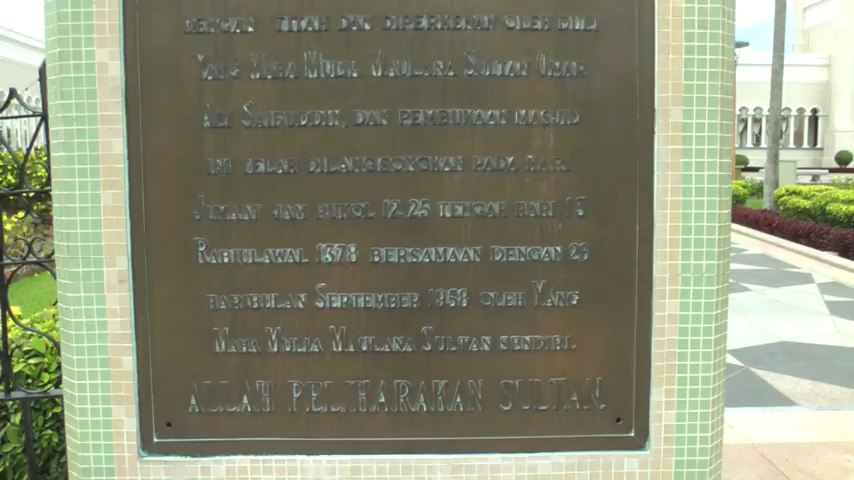 DENGAN TITAH DAN DIPERKENAN OLEH DULI
YANG MAHA MULIA MAULANA SULTAN OMAR
ALI SAIFUDDIN, DAN PEMBUKAAN MASJID
INI TELAH DILANGSONGKAN PADA HARI
JUMAAT JAM PUKOL 12.25 TENGAH HARI 13
RABIULAWAL 1378 BERSAMAAN DENGAN 26
HARIBULAN SEPTEMBER 1958 OLEH YANG
MAHA MULIA MAULANA SULTAN SENDIRI.
ALLAH PELIHARAKAN SULTAN.